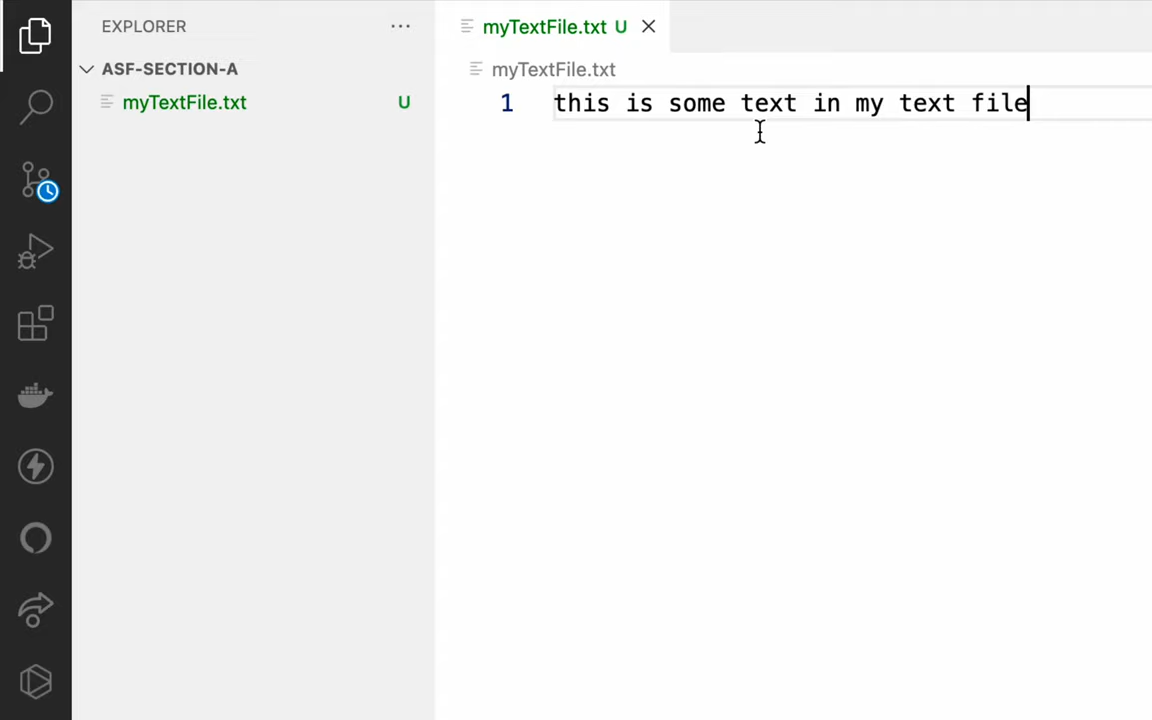 EXPLORER ...
ASF-SECTION-A
myTextFile.txt U
myTextFile.txt U
myTextFile.txt
1 this is some text in my text file